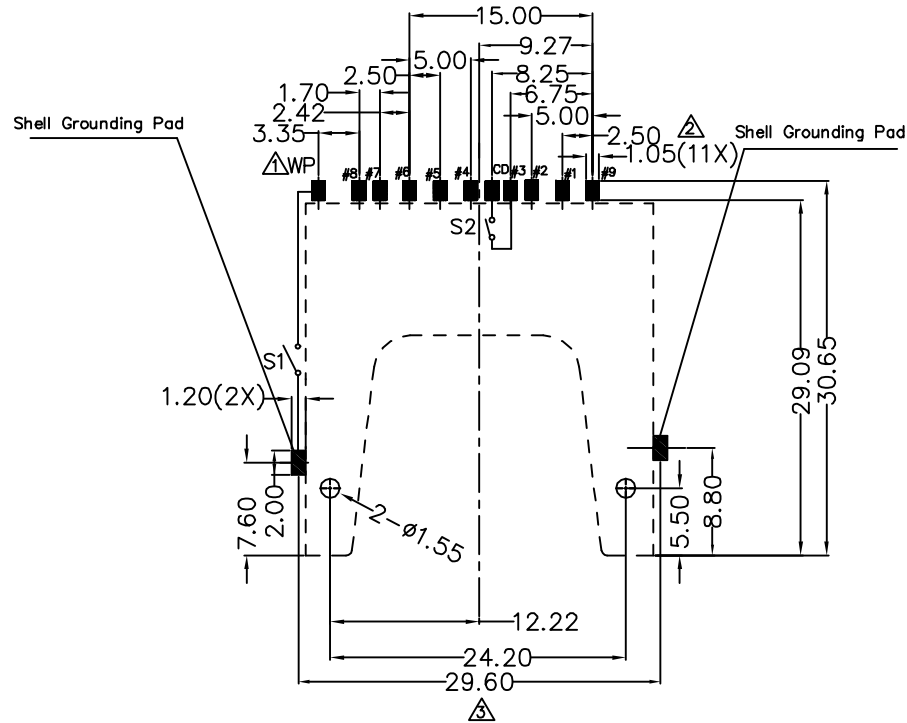 15.00
9.27
5.00
8.25
2.50
6.75
1.70
5.00
2.42
2.50 2
Shell Grounding Pad
3.35
1.05(11X)
Shell Grounding Pad
1 WP
#8 #7 #6 #5 #4 CD #3 #2 #1 #9
S2
S1
1.20(2X)
29.09
30.65
7.60
2.00
2-ø1.55
5.50
8.80
12.22
24.20
29.60
3